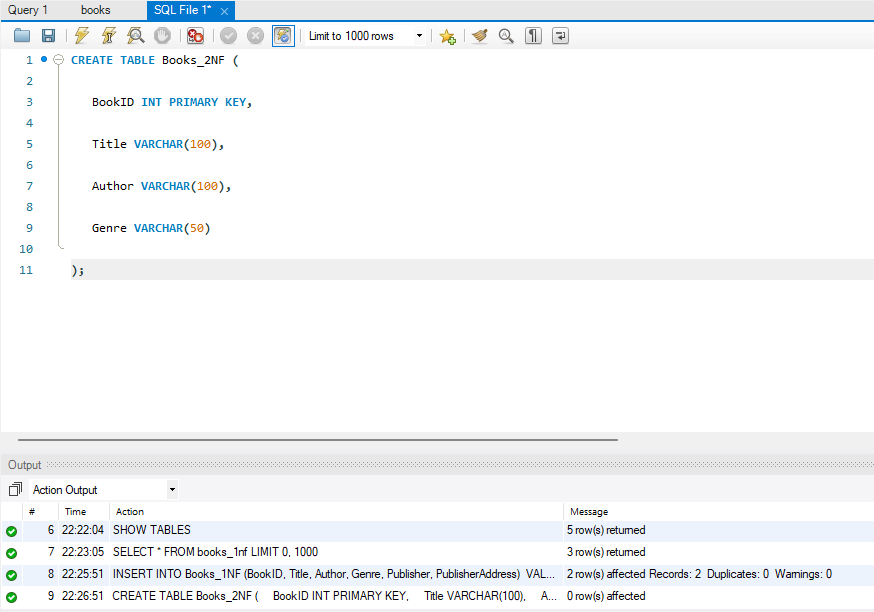 Query 1 books SQL File 1* ×
Limit to 1000 rows
1 CREATE TABLE Books_2NF (
2
3 BookID INT PRIMARY KEY,
4
5 Title VARCHAR(100),
6
7 Author VARCHAR(100),
8
9 Genre VARCHAR(50)
10
11 );
Output
Action Output
# Time Action Message
6 22:22:04 SHOW TABLES 5 row(s) returned
7 22:23:05 SELECT * FROM books_1nf LIMIT 0, 1000 3 row(s) returned
8 22:25:51 INSERT INTO Books_1NF (BookID, Title, Author, Genre, Publisher, PublisherAddress) VAL... 2 row(s) affected Records: 2 Duplicates: 0 Warnings: 0
9 22:26:51 CREATE TABLE Books_2NF ( BookID INT PRIMARY KEY, Title VARCHAR(100), A... 0 row(s) affected